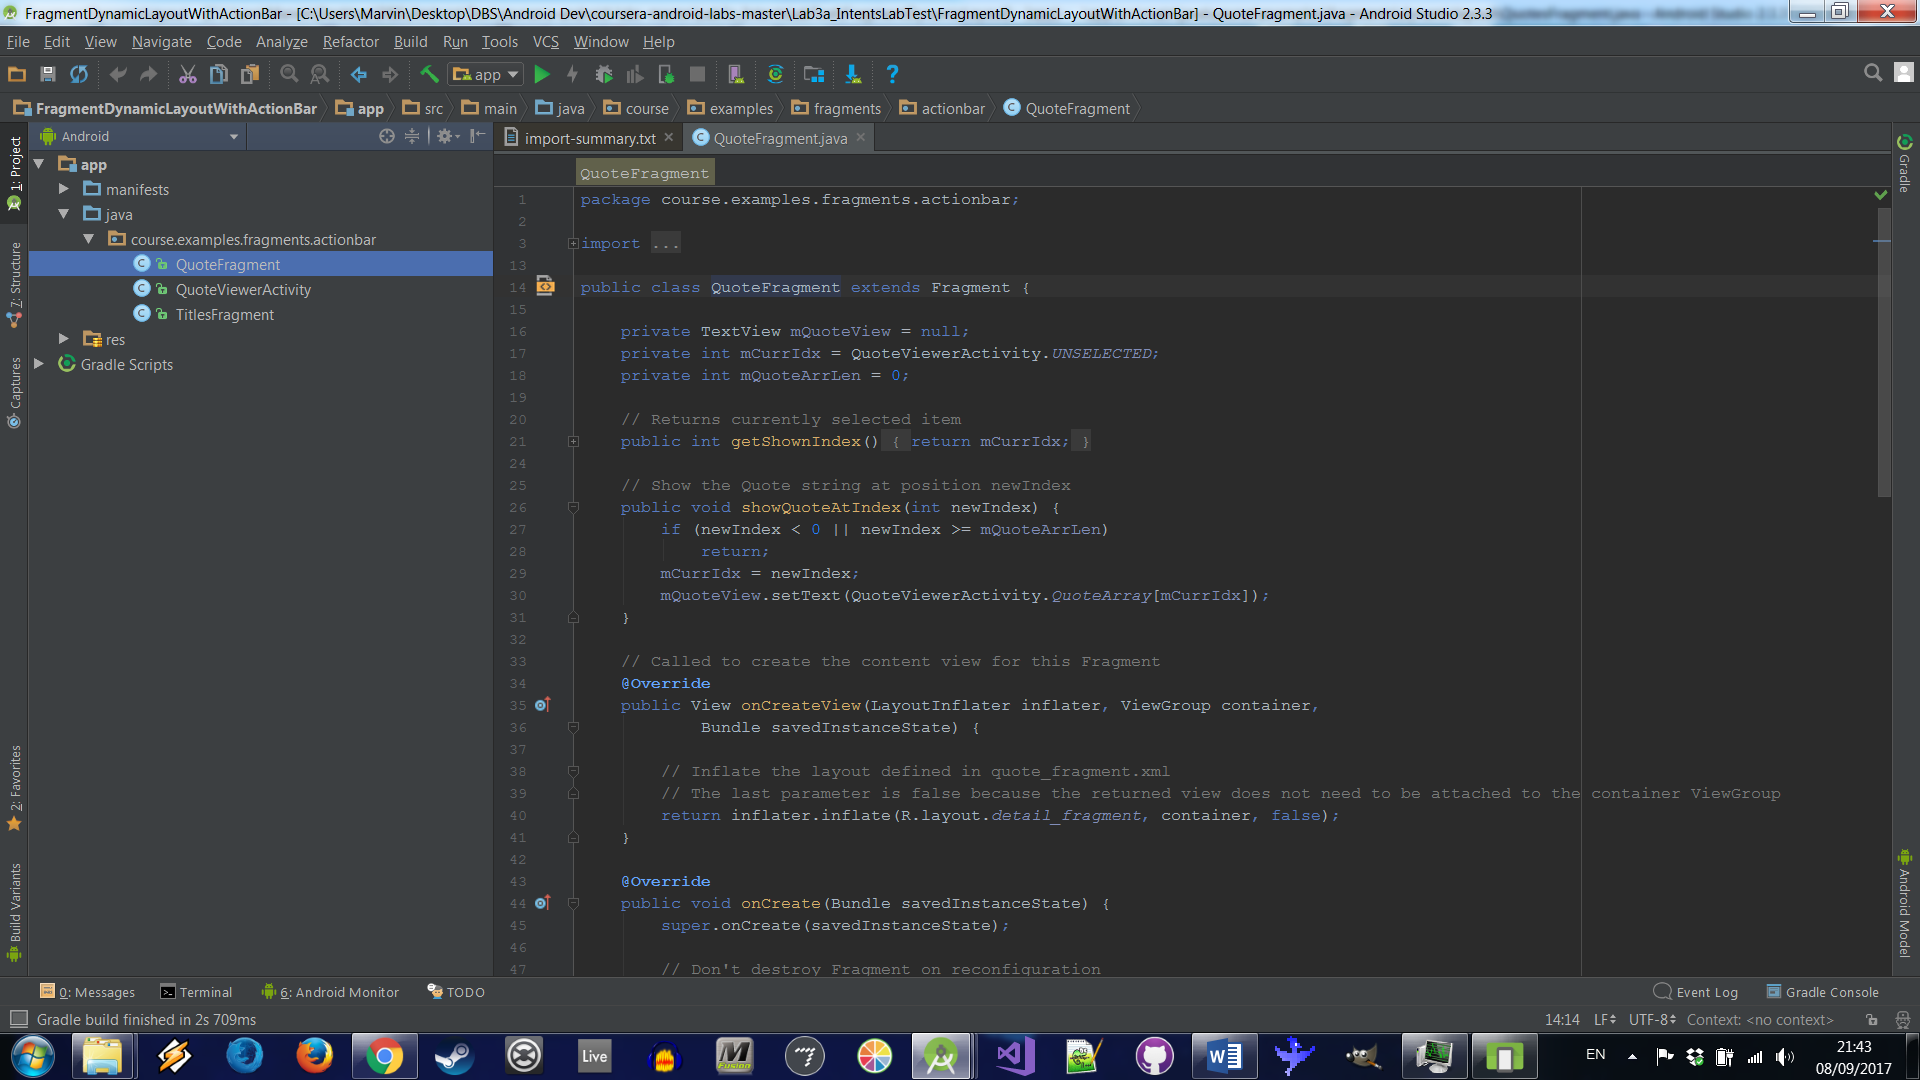 FragmentDynamicLayoutWithActionBar - [C:\Users\Marvin\Desktop\DBS\Android Dev\coursera-android-labs-master\Lab3a_IntentsLabTest\FragmentDynamicLayoutWithActionBar] - QuoteFragment.java - Android Studio 2.3.3
File Edit View Navigate Code Analyze Refactor Build Run Tools VCS Window Help
app
FragmentDynamicLayoutWithActionBar app src main java course examples fragments actionbar QuoteFragment
Android
import-summary.txt QuoteFragment.java
1: Project
7: Structure
Captures
2: Favorites
Build Variants
app
manifests
java
course.examples.fragments.actionbar
QuoteFragment
QuoteViewerActivity
TitlesFragment
res
Gradle Scripts
QuoteFragment
1 package course.examples.fragments.actionbar;
2
3 import ...
13
14 public class QuoteFragment extends Fragment {
15
16 private TextView mQuoteView = null;
17 private int mCurrIdx = QuoteViewerActivity.UNSELECTED;
18 private int mQuoteArrLen = 0;
19
20 // Returns currently selected item
21 public int getShownIndex() { return mCurrIdx; }
24
25 // Show the Quote string at position newIndex
26 public void showQuoteAtIndex(int newIndex) {
27 if (newIndex < 0 || newIndex >= mQuoteArrLen)
28 return;
29 mCurrIdx = newIndex;
30 mQuoteView.setText(QuoteViewerActivity.QuoteArray[mCurrIdx]);
31 }
32
33 // Called to create the content view for this Fragment
34 @Override
35 public View onCreateView(LayoutInflater inflater, ViewGroup container,
36 Bundle savedInstanceState) {
37
38 // Inflate the layout defined in quote_fragment.xml
39 // The last parameter is false because the returned view does not need to be attached to the container ViewGroup
40 return inflater.inflate(R.layout.detail_fragment, container, false);
41 }
42
43 @Override
44 public void onCreate(Bundle savedInstanceState) {
45 super.onCreate(savedInstanceState);
46
47 // Don't destroy Fragment on reconfiguration
Gradle
Android Model
0: Messages Terminal 6: Android Monitor TODO Event Log Gradle Console
Gradle build finished in 2s 709ms 14:14 LF UTF-8 Context: <no context>
Live
Fusion
EN
21:43
08/09/2017